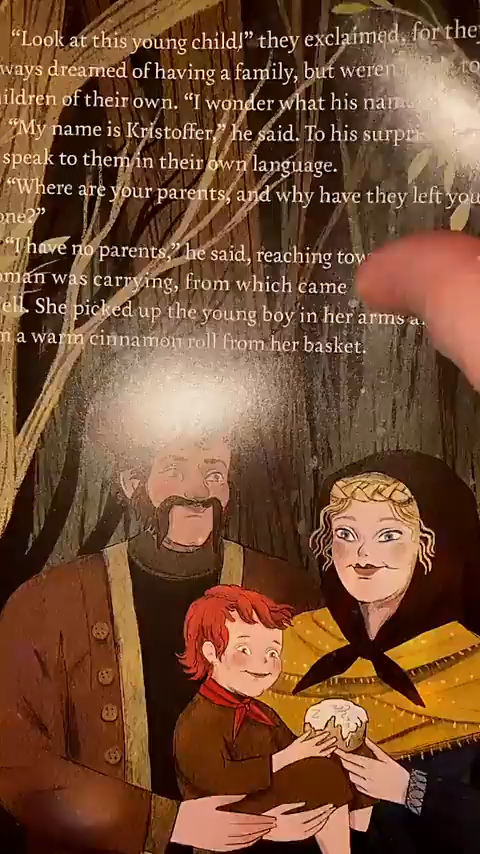 “Look at this young child!” they exclaimed, for they
ways dreamed of having a family, but weren
ildren of their own. “I wonder what his
“My name is Kristoffer,” he said. To his
speak to them in their own language.
“Where are your parents, and why have they left you
one?”
“I have no parents,” he said, reaching
oman was carrying, from which came
ell. She picked up the young boy in her arms
m a warm cinnamon roll from her basket.